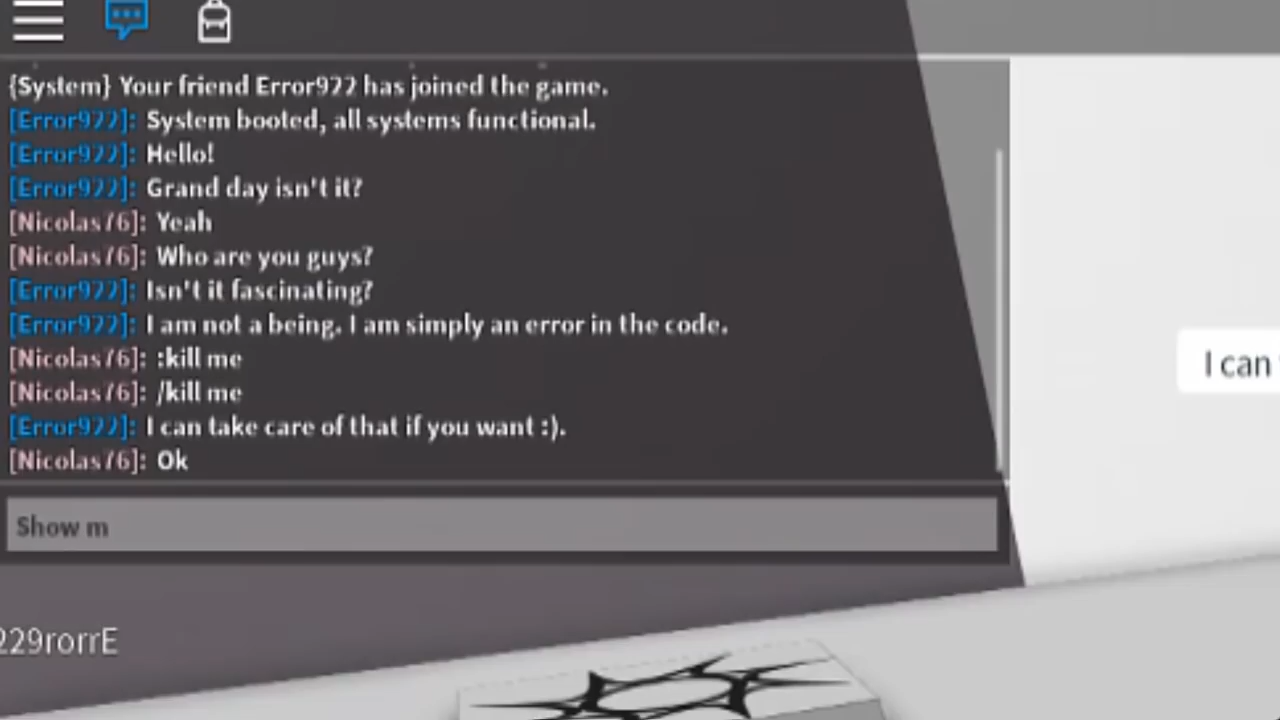 {System} Your friend Error922 has joined the game.
[Error922]: System booted, all systems functional.
[Error922]: Hello!
[Error922]: Grand day isn't it?
[Nicolas76]: Yeah
[Nicolas76]: Who are you guys?
[Error922]: Isn't it fascinating?
[Error922]: I am not a being. I am simply an error in the code.
[Nicolas76]: :kill me
[Nicolas76]: /kill me
[Error922]: I can take care of that if you want :).
[Nicolas76]: Ok
I can
Show m
229rorrE